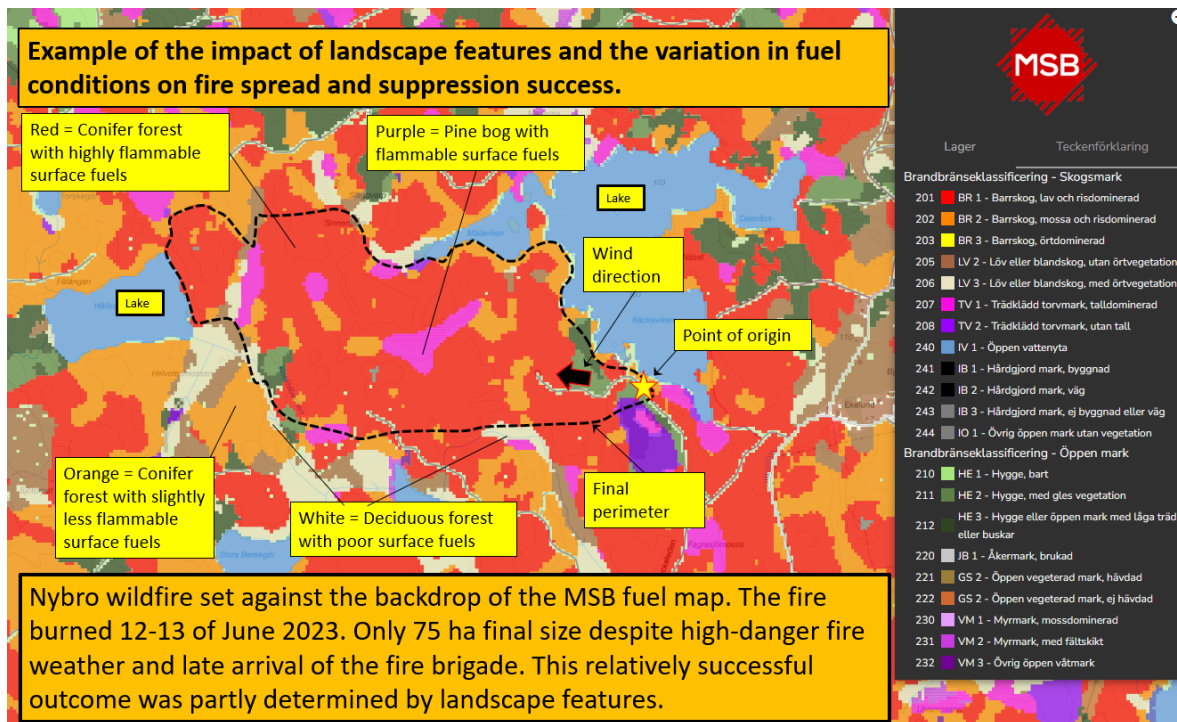 Example of the impact of landscape features and the variation in fuel
conditions on fire spread and suppression success.
Red = Conifer forest
with highly flammable
surface fuels
Purple = Pine bog with
flammable surface fuels
Lake
Wind
direction
Lake
Point of origin
Orange = Conifer
forest with slightly
less flammable
surface fuels
White = Deciduous forest
with poor surface fuels
Final
perimeter
Nybro wildfire set against the backdrop of the MSB fuel map. The fire
burned 12-13 of June 2023. Only 75 ha final size despite high-danger fire
weather and late arrival of the fire brigade. This relatively successful
outcome was partly determined by landscape features.
103
Mååleriken
Käcksviken
110
Stora Berkegöl
MSB
Lager
Teckenförklaring
Brandbränseklassificering - Skogsmark
201 BR 1 - Barrskog, lav och risdominerad
202 BR 2 - Barrskog, mossa och risdominerad
203 BR 3 - Barrskog, örtdominerad
205 LV 2 - Löv eller blandskog, utan örtvegetation
206 LV 3 - Löv eller blandskog, med örtvegetation
207 TV 1 - Trädklädd torvmark, talldominerad
208 TV 2 - Trädklädd torvmark, utan tall
240 IV 1 - Öppen vattenyta
241 IB 1 - Hårdgjord mark, byggnad
242 IB 2 - Hårdgjord mark, väg
243 IB 3 - Hårdgjord mark, ej byggnad eller väg
244 IO 1 - Övrig öppen mark utan vegetation
Brandbränseklassificering - Öppen mark
210 HE 1 - Hygge, bart
211 HE 2 - Hygge, med gles vegetation
212 HE 3 - Hygge eller öppen mark med låga träd
eller buskar
220 JB 1 - Åkermark, brukad
221 GS 2 - Öppen vegeterad mark, hävdad
222 GS 2 - Öppen vegeterad mark, ej hävdad
230 VM 1 - Myrmark, mossdominerad
231 VM 2 - Myrmark, med fältskikt
232 VM 3 - Övrig öppen våtmark